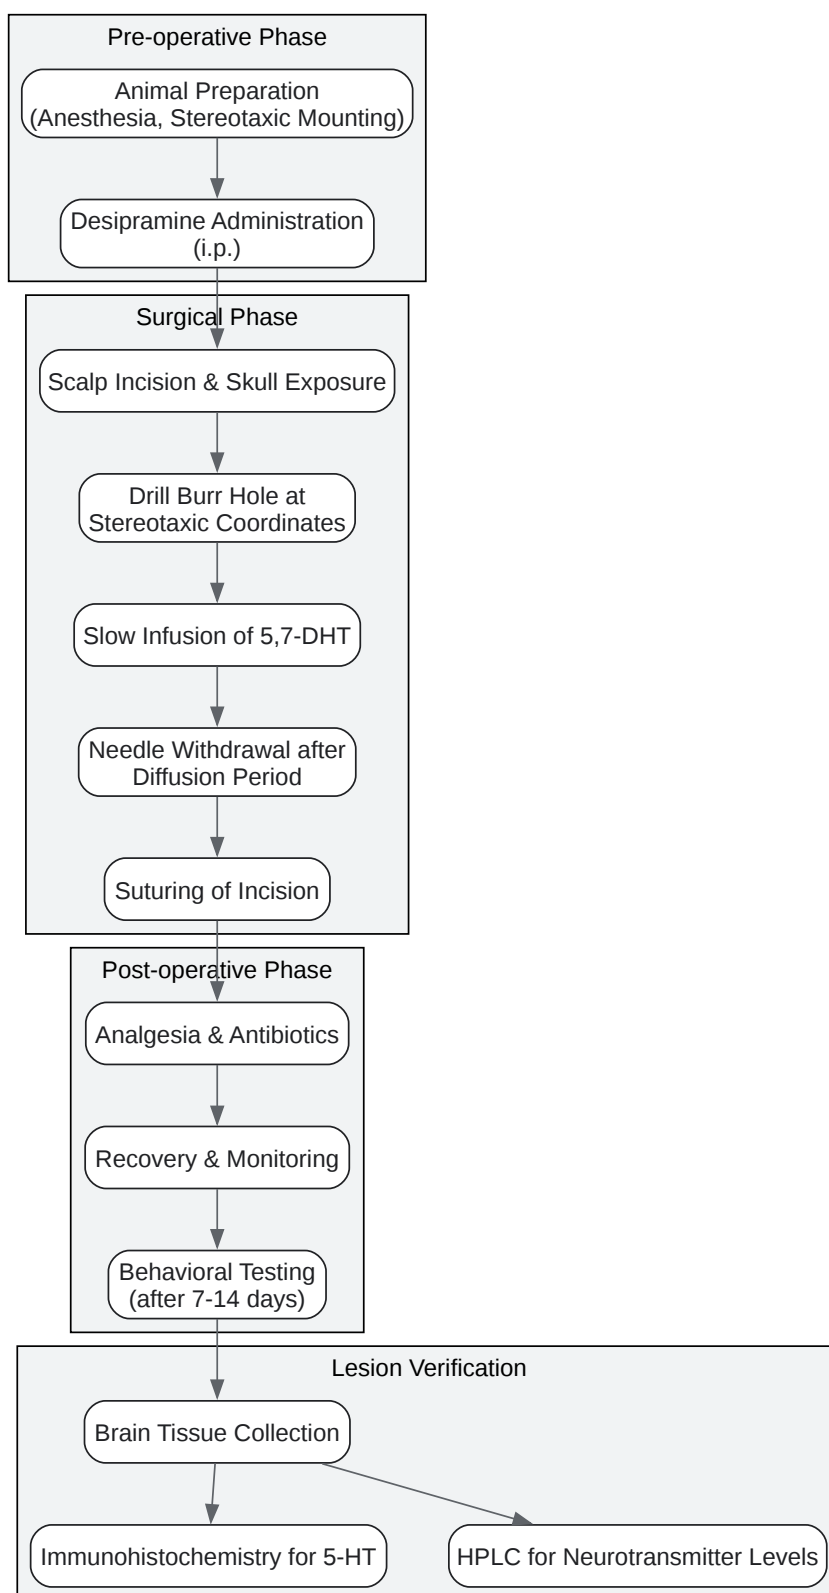 Pre-operative Phase
Animal Preparation
(Anesthesia, Stereotaxic Mounting)
Desipramine Administration
(i.p.)
Surgical Phase
Scalp Incision & Skull Exposure
Drill Burr Hole at
Stereotaxic Coordinates
Slow Infusion of 5,7-DHT
Needle Withdrawal after
Diffusion Period
Suturing of Incision
Post-operative Phase
Analgesia & Antibiotics
Recovery & Monitoring
Behavioral Testing
(after 7-14 days)
Lesion Verification
Brain Tissue Collection
Immunohistochemistry for 5-HT
HPLC for Neurotransmitter Levels